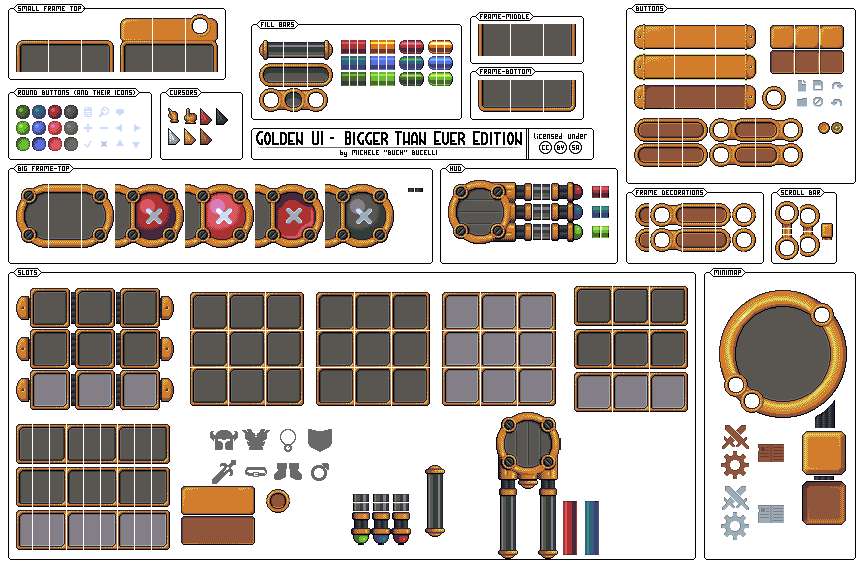 SMALL FRAME TOP
FILL BARS
FRAME-MIDDLE
BUTTONS
FRAME-BOTTOM
ROUND BUTTONS (AND THEIR ICONS)
CURSORS
GOLDEN UI - BIGGER THAN EVER EDITION
by MICHELE "BUCH" BUCELLI
licensed under
CC BY SA
BIG FRAME-TOP
HUD
FRAME DECORATIONS
SCROLL BAR
SLOTS
MINIMAP